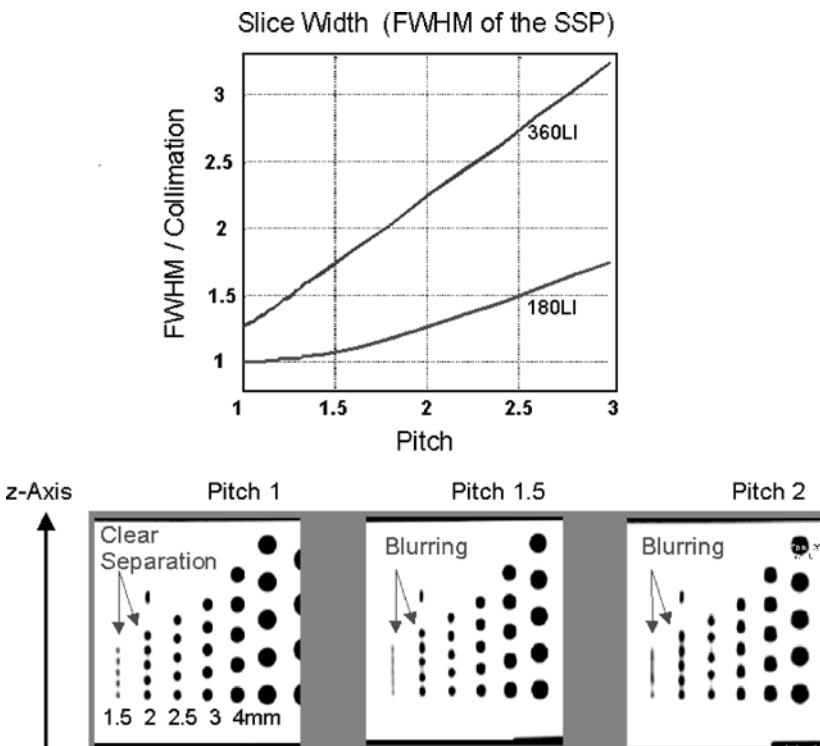 Slice Width (FWHM of the SSP)
FWHM / Collimation
3
2.5
2
1.5
1
360LI
180LI
1 1.5 2 2.5 3
Pitch
z-Axis Pitch 1 Pitch 1.5 Pitch 2
Clear
Separation
Blurring
Blurring
1.5 2 2.5 3 4mm